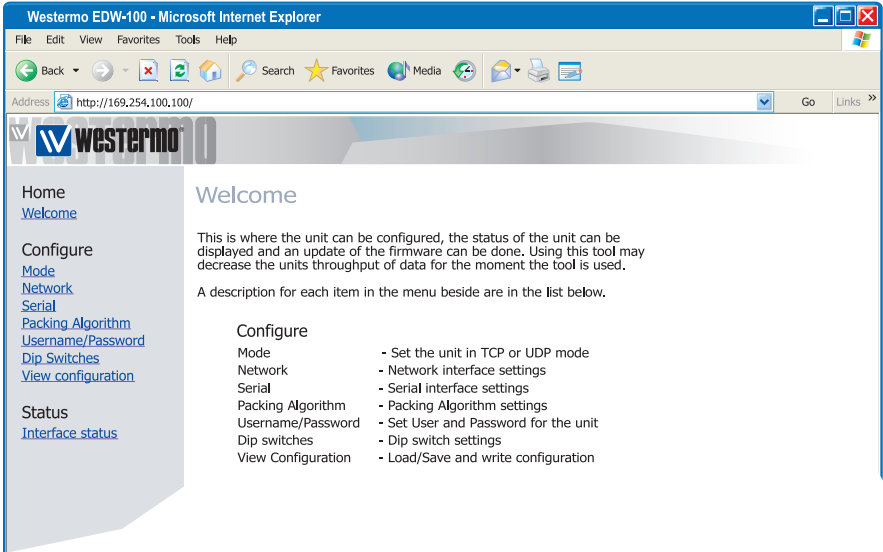 Westermo EDW-100 - Microsoft Internet Explorer
File Edit View Favorites Tools Help
Back Search Favorites Media
Address http://169.254.100.100/ Go Links »
westermo
Home
Welcome
Configure
Mode
Network
Serial
Packing Algorithm
Username/Password
Dip Switches
View configuration
Status
Interface status
Welcome
This is where the unit can be configured, the status of the unit can be
displayed and an update of the firmware can be done. Using this tool may
decrease the units throughput of data for the moment the tool is used.
A description for each item in the menu beside are in the list below.
Configure
Mode - Set the unit in TCP or UDP mode
Network - Network interface settings
Serial - Serial interface settings
Packing Algorithm - Packing Algorithm settings
Username/Password - Set User and Password for the unit
Dip switches - Dip switch settings
View Configuration - Load/Save and write configuration